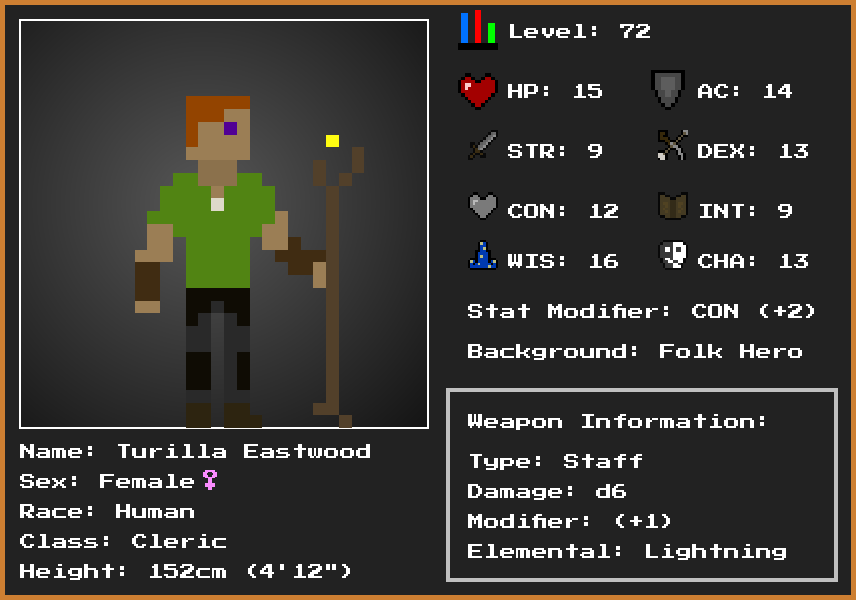 Level: 72
HP: 15
AC: 14
STR: 9
DEX: 13
CON: 12
INT: 9
WIS: 16
CHA: 13
Stat Modifier: CON (+2)
Background: Folk Hero
Weapon Information:
Type: Staff
Damage: d6
Modifier: (+1)
Elemental: Lightning
Name: Turilla Eastwood
Sex: Female♀
Race: Human
Class: Cleric
Height: 152cm (4'12")